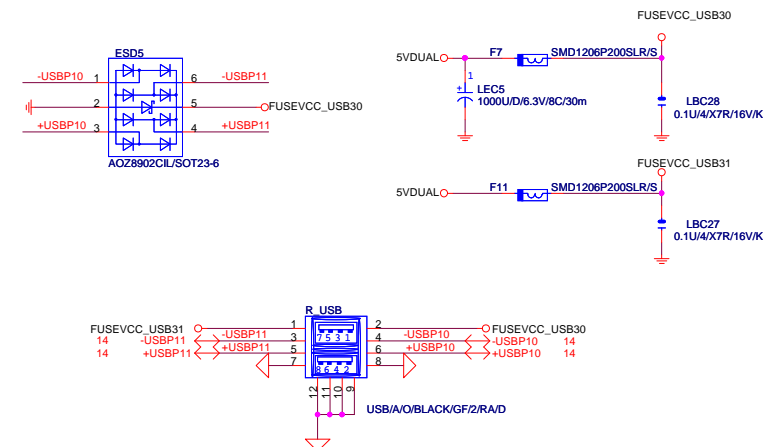 FUSEVCC_USB30
ESD5
5VDUAL F7 SMD1206P200SLR/S
-USBP10 1 6 -USBP11
1
2 5 FUSEVCC_USB30
+ LEC5
1000U/D/6.3V/8C/30m
LBC28
0.1U/4/X7R/16V/K
+USBP10 3 4 +USBP11
AOZ8902CIL/SOT23-6
FUSEVCC_USB31
5VDUAL F11 SMD1206P200SLR/S
LBC27
0.1U/4/X7R/16V/K
R_USB
FUSEVCC_USB31 1 2 FUSEVCC_USB30
14 -USBP11 -USBP11 3 7 5 3 1 4 -USBP10 -USBP10 14
14 +USBP11 +USBP11 5 6 +USBP10 +USBP10 14
7 8 6 4 2 8
12 11 10 9
USB/A/O/BLACK/GF/2/RA/D